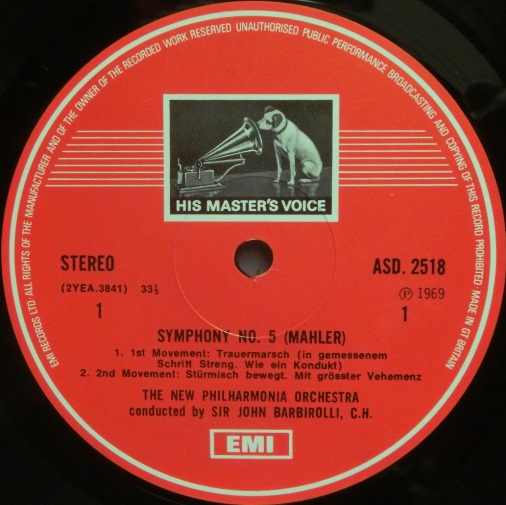 EMI RECORDS LTD ALL RIGHTS OF THE MANUFACTURER AND OF THE OWNER OF THE RECORDED WORK RESERVED UNAUTHORISED PUBLIC PERFORMANCE BROADCASTING AND COPYING OF THIS RECORD PROHIBITED MADE IN GT BRITAIN
HIS MASTER'S VOICE
STEREO
ASD. 2518
(2YEA.3841) 33⅓
℗ 1969
1
1
SYMPHONY NO. 5 (MAHLER)
1. 1st Movement: Trauermarsch (in gemessenem
Schritt Streng. Wie ein Kondukt)
2. 2nd Movement: Stürmisch bewegt. Mit grösster Vehemenz
THE NEW PHILHARMONIA ORCHESTRA
conducted by SIR JOHN BARBIROLLI, C.H.
EMI